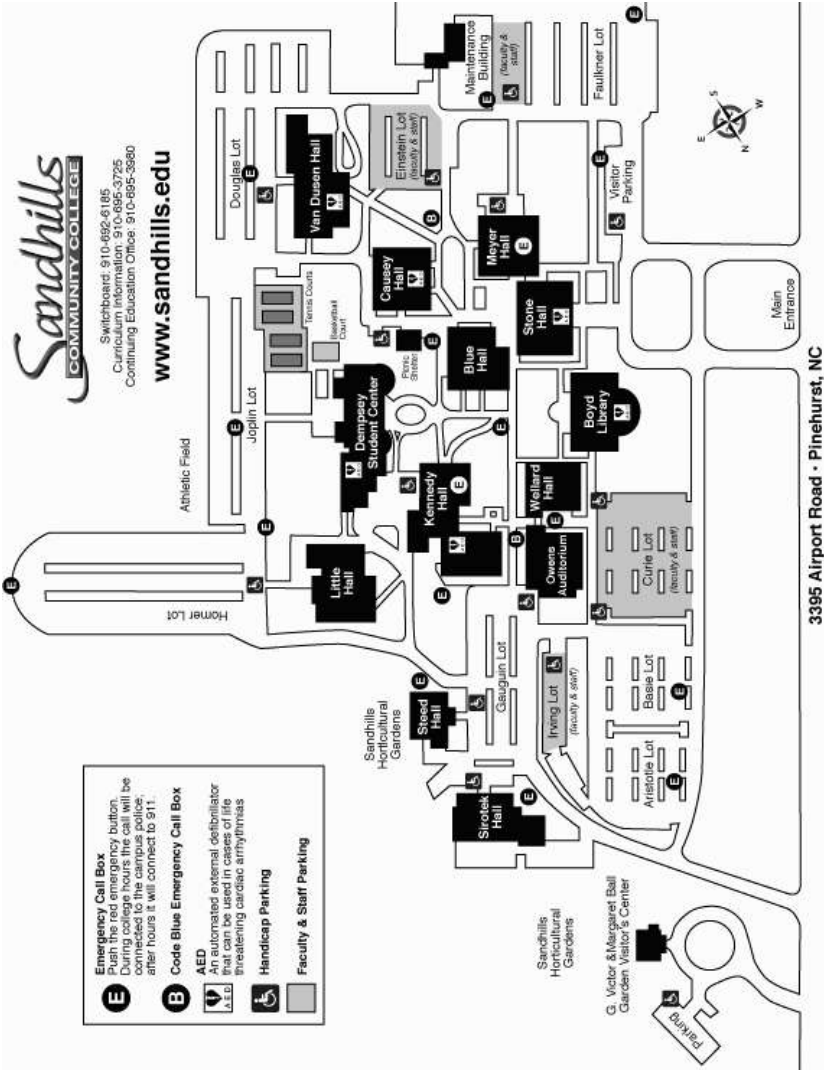 Sandhills
COMMUNITY COLLEGE
Switchboard: 910-692-6185
Curriculum Information: 910-695-3725
Continuing Education Office: 910-695-3980
www.sandhills.edu
E
Emergency Call Box
Push the red emergency button.
During college hours the call will be
connected to the campus police;
after hours it will connect to 911.
B
Code Blue Emergency Call Box
AED
AED
An automated external defibrillator
that can be used in cases of life
threatening cardiac arrhythmias
Handicap Parking
Faculty & Staff Parking
Athletic Field
Homer Lot
Joplin Lot
Douglas Lot
Tennis Courts
Basketball
Court
Van Dusen Hall
Einstein Lot
(faculty & staff)
Maintenance
Building
(faculty &
staff)
Faulkner Lot
Visitor
Parking
Little
Hall
Dempsey
Student Center
Picnic
Shelter
Causey
Hall
Meyer
Hall
E
Kennedy
Hall
E
Blue
Hall
Stone
Hall
Boyd
Library
Wellard
Hall
Owens
Auditorium
Curie Lot
(faculty & staff)
Steed
Hall
Sandhills
Horticultural
Gardens
Gauguin Lot
Irving Lot
(faculty & staff)
Basie Lot
Aristotle Lot
Sirotek
Hall
Sandhills
Horticultural
Gardens
G. Victor &Margaret Ball
Garden Visitor's Center
Parking
Main
Entrance
E
S
N
W
3395 Airport Road • Pinehurst, NC